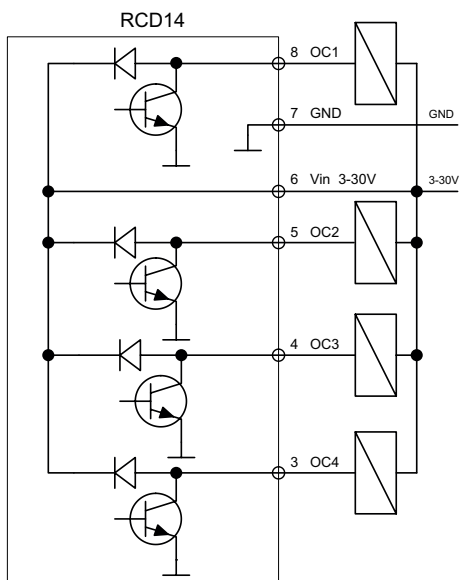 RCD14
8 OC1
7 GND
GND
6 Vin 3-30V
3-30V
5 OC2
4 OC3
3 OC4